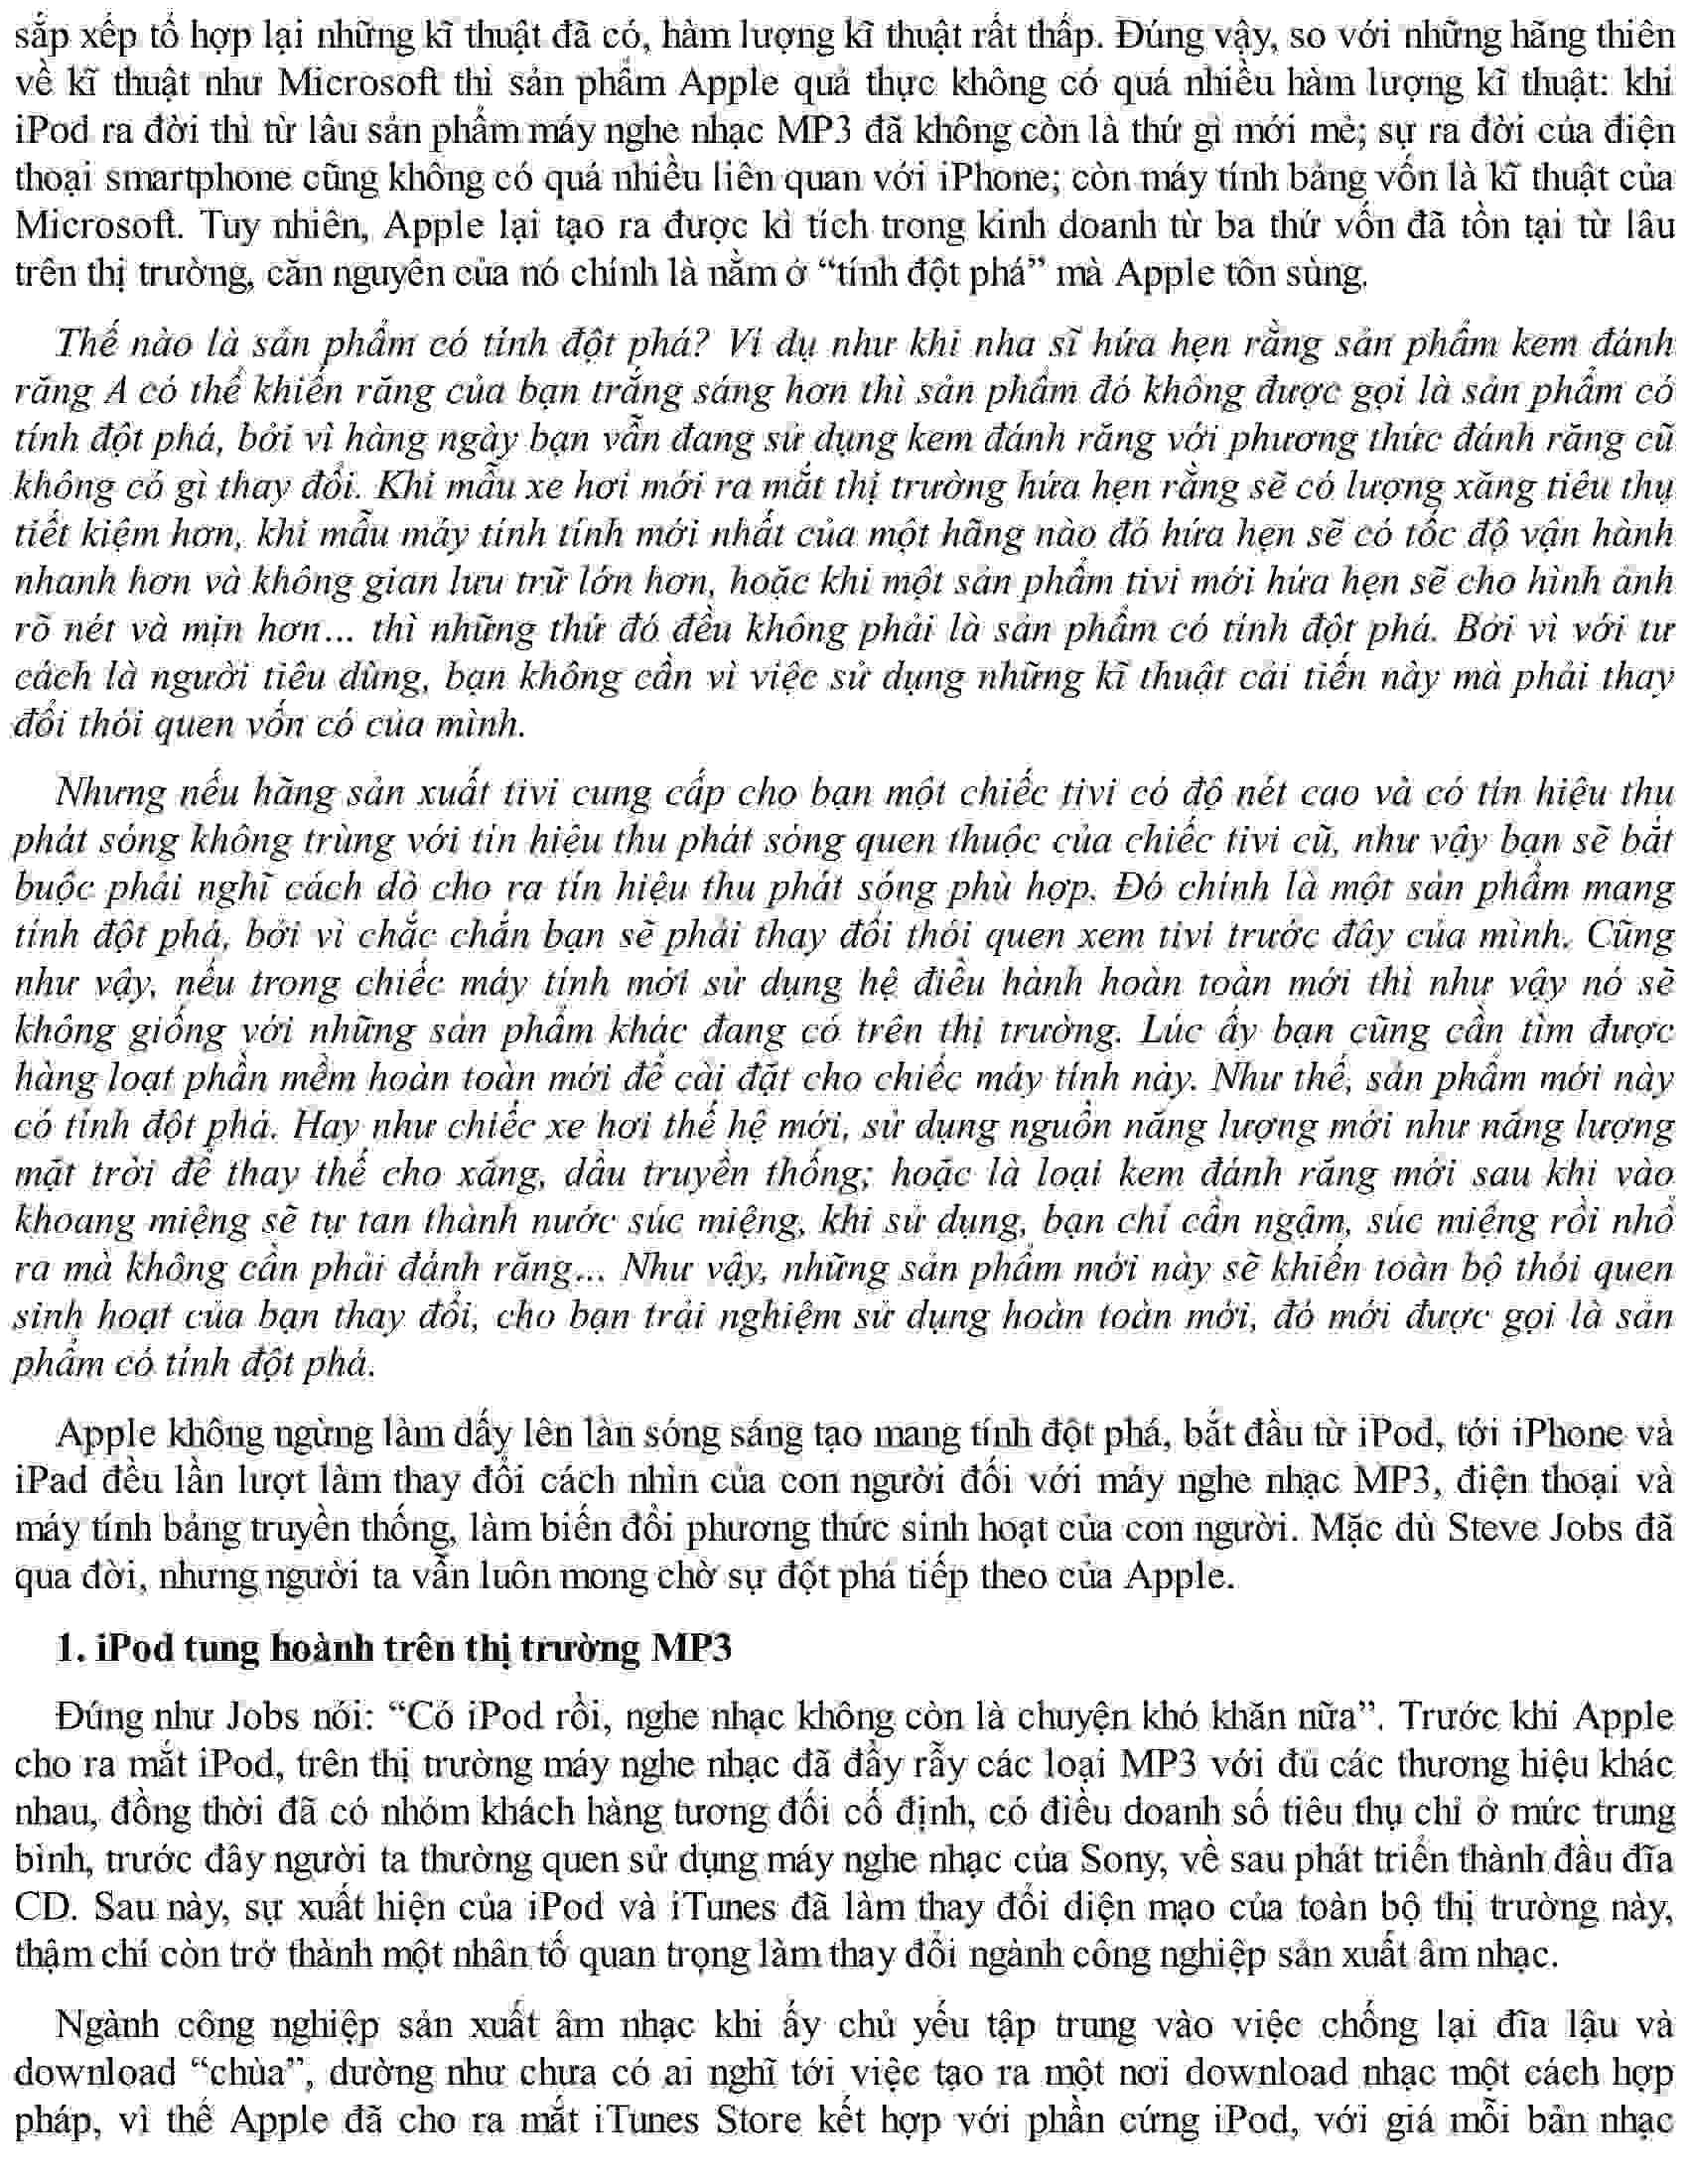 sắp xếp tổ hợp lại những kĩ thuật đã có, hàm lượng kĩ thuật rất thấp. Đúng vậy, so với những hãng thiên
về kĩ thuật như Microsoft thì sản phẩm Apple quả thực không có quá nhiều hàm lượng kĩ thuật: khi
iPod ra đời thì từ lâu sản phẩm máy nghe nhạc MP3 đã không còn là thứ gì mới mẻ; sự ra đời của điện
thoại smartphone cũng không có quá nhiều liên quan với iPhone; còn máy tính bảng vốn là kĩ thuật của
Microsoft. Tuy nhiên, Apple lại tạo ra được kì tích trong kinh doanh từ ba thứ vốn đã tồn tại từ lâu
trên thị trường, căn nguyên của nó chính là nằm ở “tính đột phá” mà Apple tôn sùng.
Thế nào là sản phẩm có tính đột phá? Ví dụ như khi nha sĩ hứa hẹn rằng sản phẩm kem đánh
răng A có thể khiến răng của bạn trắng sáng hơn thì sản phẩm đó không được gọi là sản phẩm có
tính đột phá, bởi vì hàng ngày bạn vẫn đang sử dụng kem đánh răng với phương thức đánh răng cũ
không có gì thay đổi. Khi mẫu xe hơi mới ra mắt thị trường hứa hẹn rằng sẽ có lượng xăng tiêu thụ
tiết kiệm hơn, khi mẫu máy tính tính mới nhất của một hãng nào đó hứa hẹn sẽ có tốc độ vận hành
nhanh hơn và không gian lưu trữ lớn hơn, hoặc khi một sản phẩm tivi mới hứa hẹn sẽ cho hình ảnh
rõ nét và mịn hơn... thì những thứ đó đều không phải là sản phẩm có tính đột phá. Bởi vì với tư
cách là người tiêu dùng, bạn không cần vì việc sử dụng những kĩ thuật cải tiến này mà phải thay
đổi thói quen vốn có của mình.
Nhưng nếu hãng sản xuất tivi cung cấp cho bạn một chiếc tivi có độ nét cao và có tín hiệu thu
phát sóng không trùng với tín hiệu thu phát sóng quen thuộc của chiếc tivi cũ, như vậy bạn sẽ bắt
buộc phải nghĩ cách dò cho ra tín hiệu thu phát sóng phù hợp. Đó chính là một sản phẩm mang
tính đột phá, bởi vì chắc chắn bạn sẽ phải thay đổi thói quen xem tivi trước đây của mình. Cũng
như vậy, nếu trong chiếc máy tính mới sử dụng hệ điều hành hoàn toàn mới thì như vậy nó sẽ
không giống với những sản phẩm khác đang có trên thị trường. Lúc ấy bạn cũng cần tìm được
hàng loạt phần mềm hoàn toàn mới để cài đặt cho chiếc máy tính này. Như thế, sản phẩm mới này
có tính đột phá. Hay như chiếc xe hơi thế hệ mới, sử dụng nguồn năng lượng mới như năng lượng
mặt trời để thay thế cho xăng, dầu truyền thống; hoặc là loại kem đánh răng mới sau khi vào
khoang miệng sẽ tự tan thành nước súc miệng, khi sử dụng, bạn chỉ cần ngậm, súc miệng rồi nhổ
ra mà không cần phải đánh răng... Như vậy, những sản phẩm mới này sẽ khiến toàn bộ thói quen
sinh hoạt của bạn thay đổi, cho bạn trải nghiệm sử dụng hoàn toàn mới, đó mới được gọi là sản
phẩm có tính đột phá.
Apple không ngừng làm dấy lên làn sóng sáng tạo mang tính đột phá, bắt đầu từ iPod, tới iPhone và
iPad đều lần lượt làm thay đổi cách nhìn của con người đối với máy nghe nhạc MP3, điện thoại và
máy tính bảng truyền thống, làm biến đổi phương thức sinh hoạt của con người. Mặc dù Steve Jobs đã
qua đời, nhưng người ta vẫn luôn mong chờ sự đột phá tiếp theo của Apple.
1. iPod tung hoành trên thị trường MP3
Đúng như Jobs nói: “Có iPod rồi, nghe nhạc không còn là chuyện khó khăn nữa”. Trước khi Apple
cho ra mắt iPod, trên thị trường máy nghe nhạc đã đầy rẫy các loại MP3 với đủ các thương hiệu khác
nhau, đồng thời đã có nhóm khách hàng tương đối cố định, có điều doanh số tiêu thụ chỉ ở mức trung
bình, trước đây người ta thường quen sử dụng máy nghe nhạc của Sony, về sau phát triển thành đầu đĩa
CD. Sau này, sự xuất hiện của iPod và iTunes đã làm thay đổi diện mạo của toàn bộ thị trường này,
thậm chí còn trở thành một nhân tố quan trọng làm thay đổi ngành công nghiệp sản xuất âm nhạc.
Ngành công nghiệp sản xuất âm nhạc khi ấy chủ yếu tập trung vào việc chống lại đĩa lậu và
download “chùa”, dường như chưa có ai nghĩ tới việc tạo ra một nơi download nhạc một cách hợp
pháp, vì thế Apple đã cho ra mắt iTunes Store kết hợp với phần cứng iPod, với giá mỗi bản nhạc